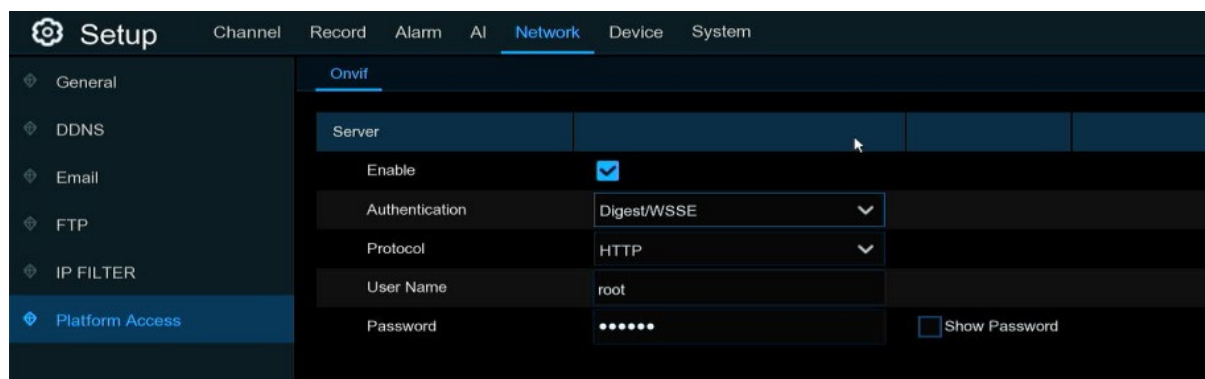 Setup Channel Record Alarm AI Network Device System
General
DDNS
Email
FTP
IP FILTER
Platform Access
Onvif
Server
Enable
Authentication Digest/WSSE
Protocol HTTP
User Name root
Password •••••• Show Password